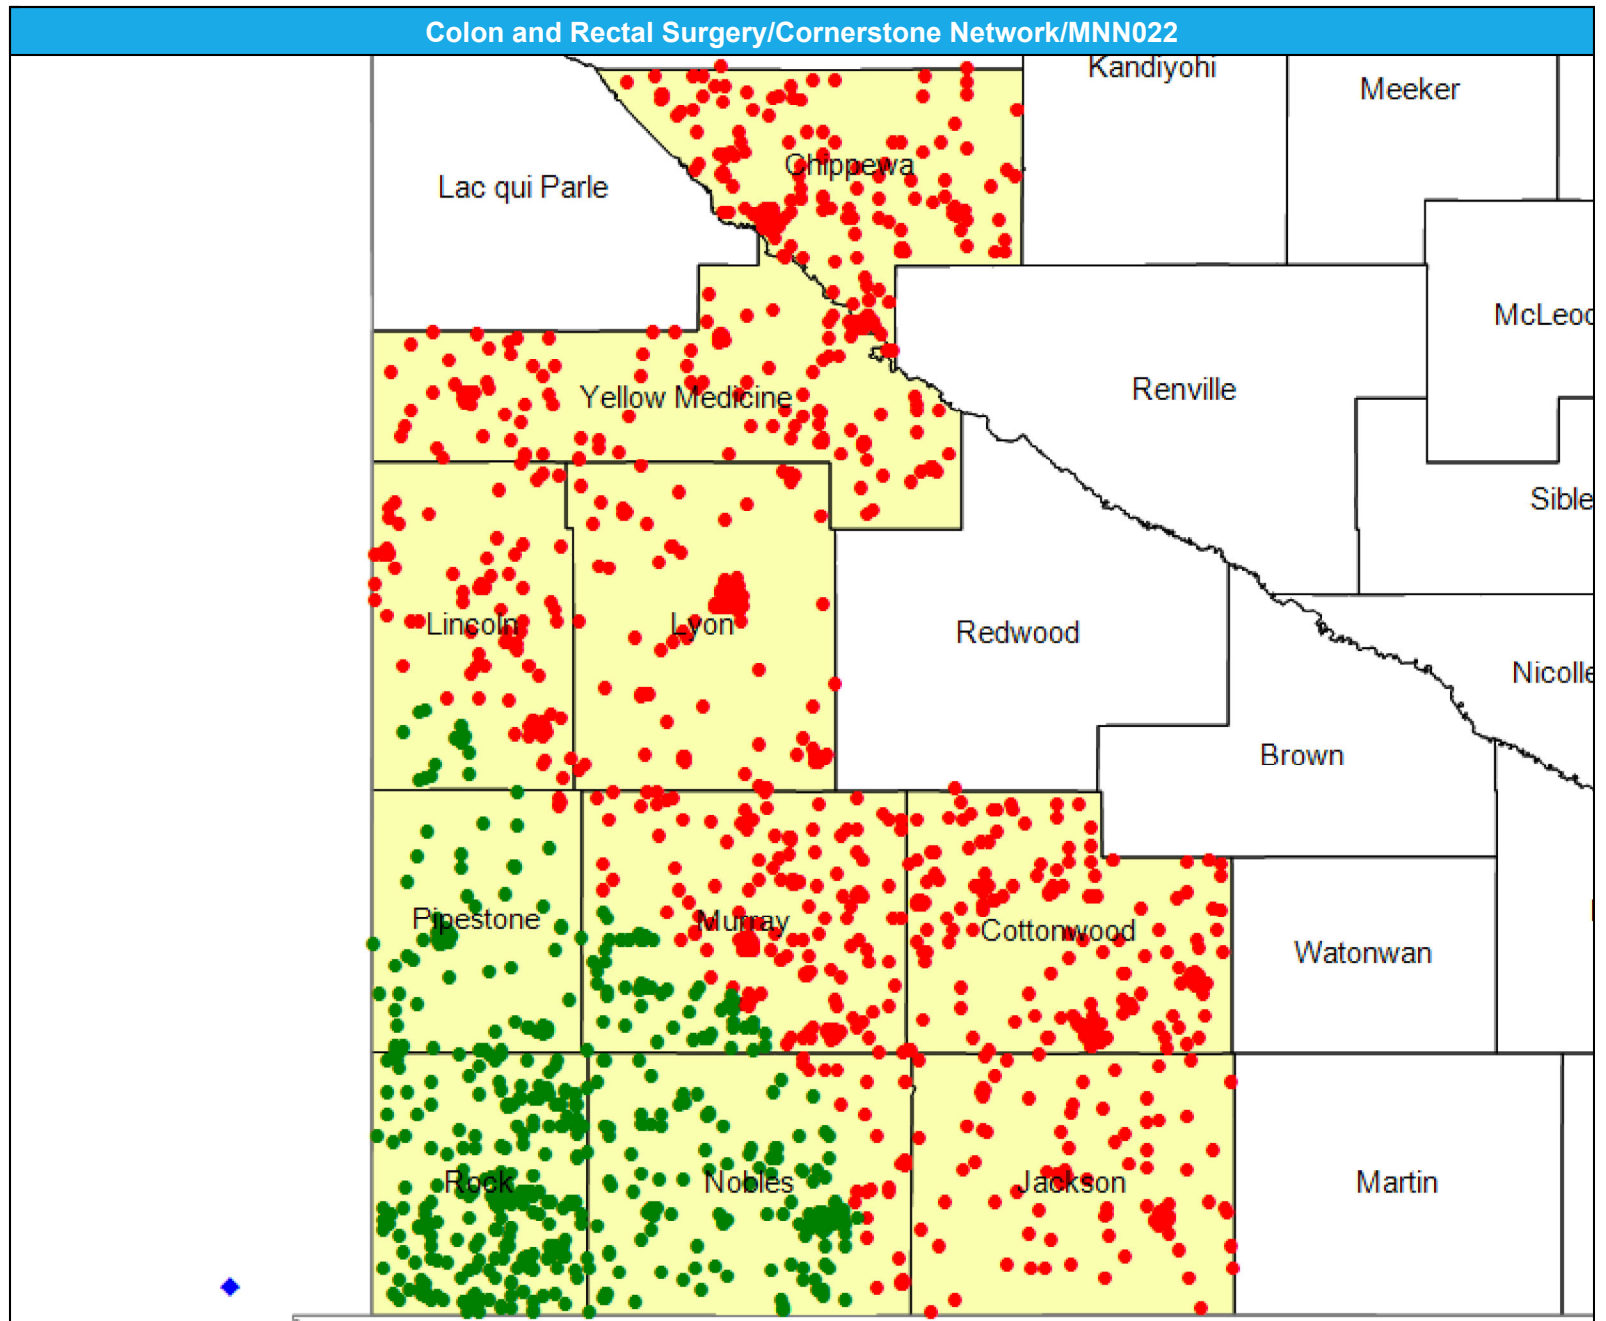 Colon and Rectal Surgery/Cornerstone Network/MNN022
Kandiyohi
Meeker
Chippewa
Lac qui Parle
McLeod
Renville
Yellow Medicine
Sible
Lincoln
Lyon
Redwood
Nicolle
Brown
Pipestone
Murray
Cottonwood
Watonwan
Rock
Nobles
Jackson
Martin